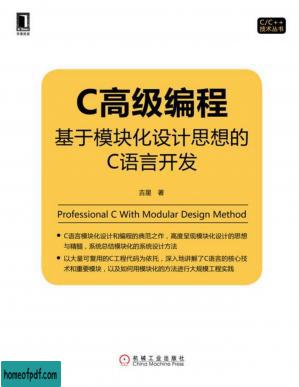 华章科技
C/C++
技术丛书
C高级编程
基于模块化设计思想的
C语言开发
吉星 著
Professional C With Modular Design Method
• C语言模块化设计和编程的典范之作，高度呈现模块化设计的思想
与精髓，系统总结模块化的系统设计方法
• 以大量可复用的C工程代码为依托，深入地讲解了C语言的核心技
术和重要模块，以及如何用模块化的方法进行大规模工程实践
机械工业出版社
China Machine Press
homeofpdf.com
homeofpdf.com